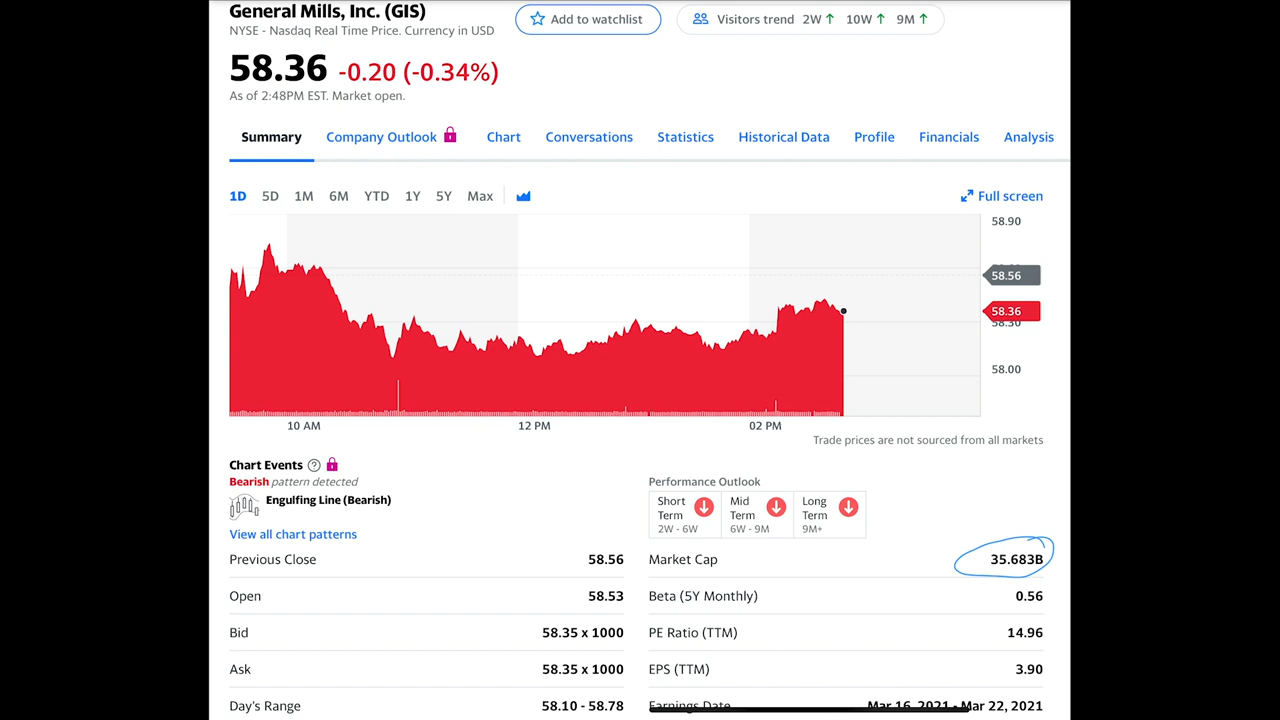 General Mills, Inc. (GIS)
NYSE - Nasdaq Real Time Price. Currency in USD
Add to watchlist
Visitors trend 2W↑ 10W↑ 9M↑
58.36 -0.20 (-0.34%)
As of 2:48PM EST. Market open.
Summary Company Outlook Chart Conversations Statistics Historical Data Profile Financials Analysis
1D 5D 1M 6M YTD 1Y 5Y Max
Full screen
58.90
58.56
58.36
58.30
58.00
10 AM 12 PM 02 PM
Trade prices are not sourced from all markets
Chart Events
Bearish pattern detected
Engulfing Line (Bearish)
View all chart patterns
Performance Outlook
Short Term 2W - 6W
Mid Term 6W - 9M
Long Term 9M+
Previous Close 58.56
Open 58.53
Bid 58.35 x 1000
Ask 58.35 x 1000
Day's Range 58.10 - 58.78
Market Cap 35.683B
Beta (5Y Monthly) 0.56
PE Ratio (TTM) 14.96
EPS (TTM) 3.90
Earnings Date Mar 16, 2021 - Mar 22, 2021